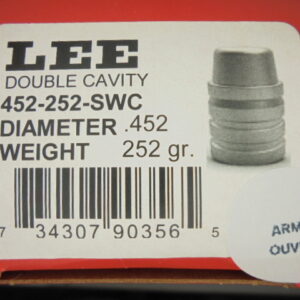 LEE
DOUBLE CAVITY
452-252-SWC
DIAMETER .452
WEIGHT 252 gr.
7 34307 90356 5
ARM
OUV